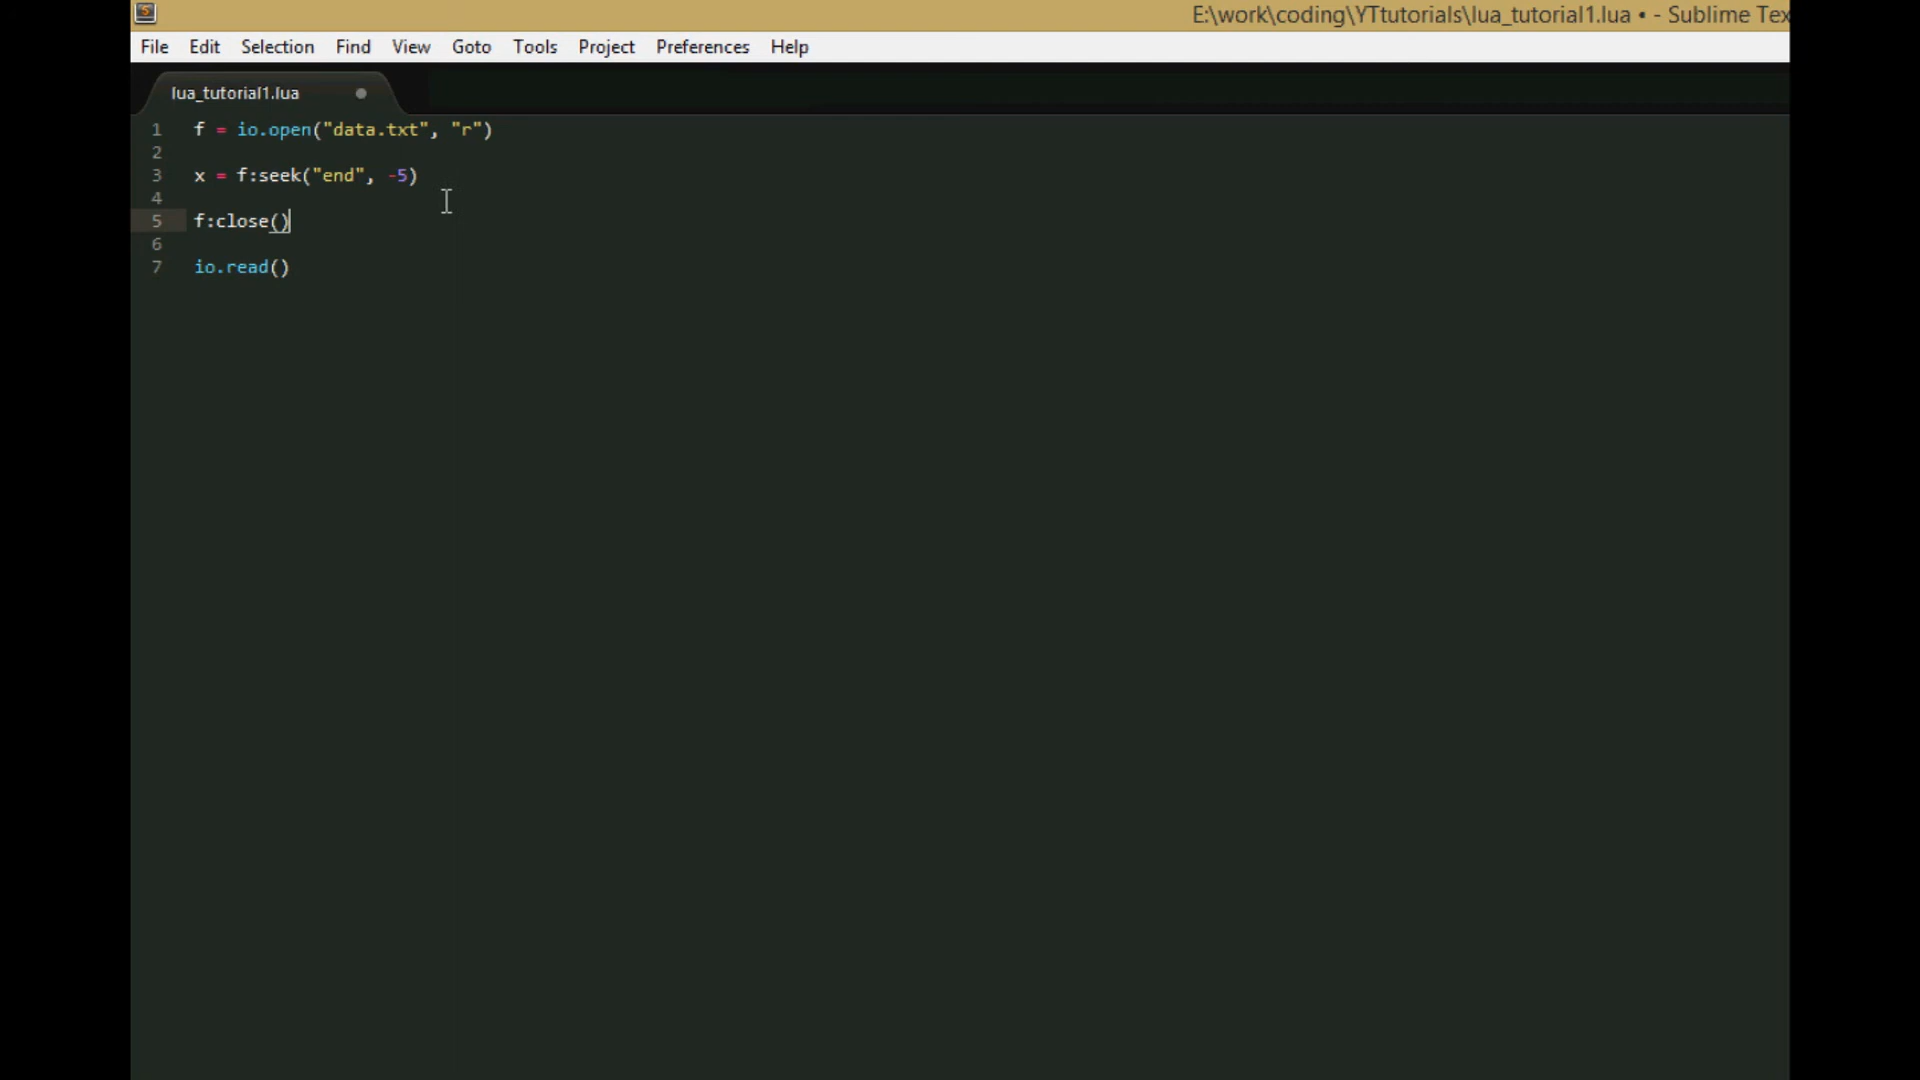 E:\work\coding\YTtutorials\lua_tutorial1.lua • - Sublime Tex
File Edit Selection Find View Goto Tools Project Preferences Help
lua_tutorial1.lua
1 f = io.open("data.txt", "r")
2
3 x = f:seek("end", -5)
4
5 f:close()
6
7 io.read()